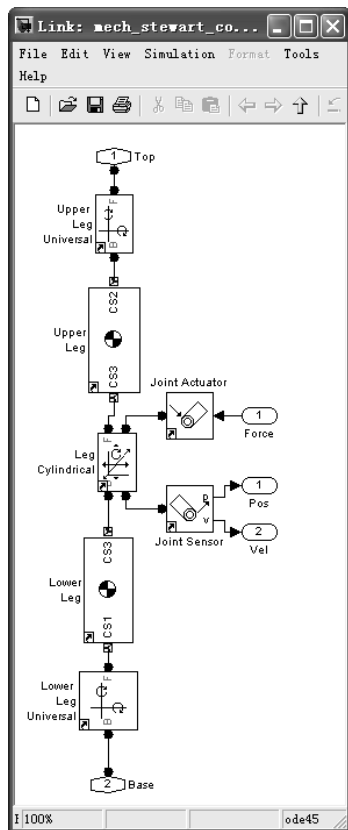 Link: mech_stewart_co...
File Edit View Simulation Format Tools
Help
1 Top
F
Upper
Leg
Universal
B
CS2
Upper
Leg
CS3
Joint Actuator
F
1
Force
Leg
Cylindrical
B
p
1
Pos
v
2
Vel
Joint Sensor
CS3
Lower
Leg
CS1
F
Lower
Leg
Universal
B
2 Base
100%
ode45